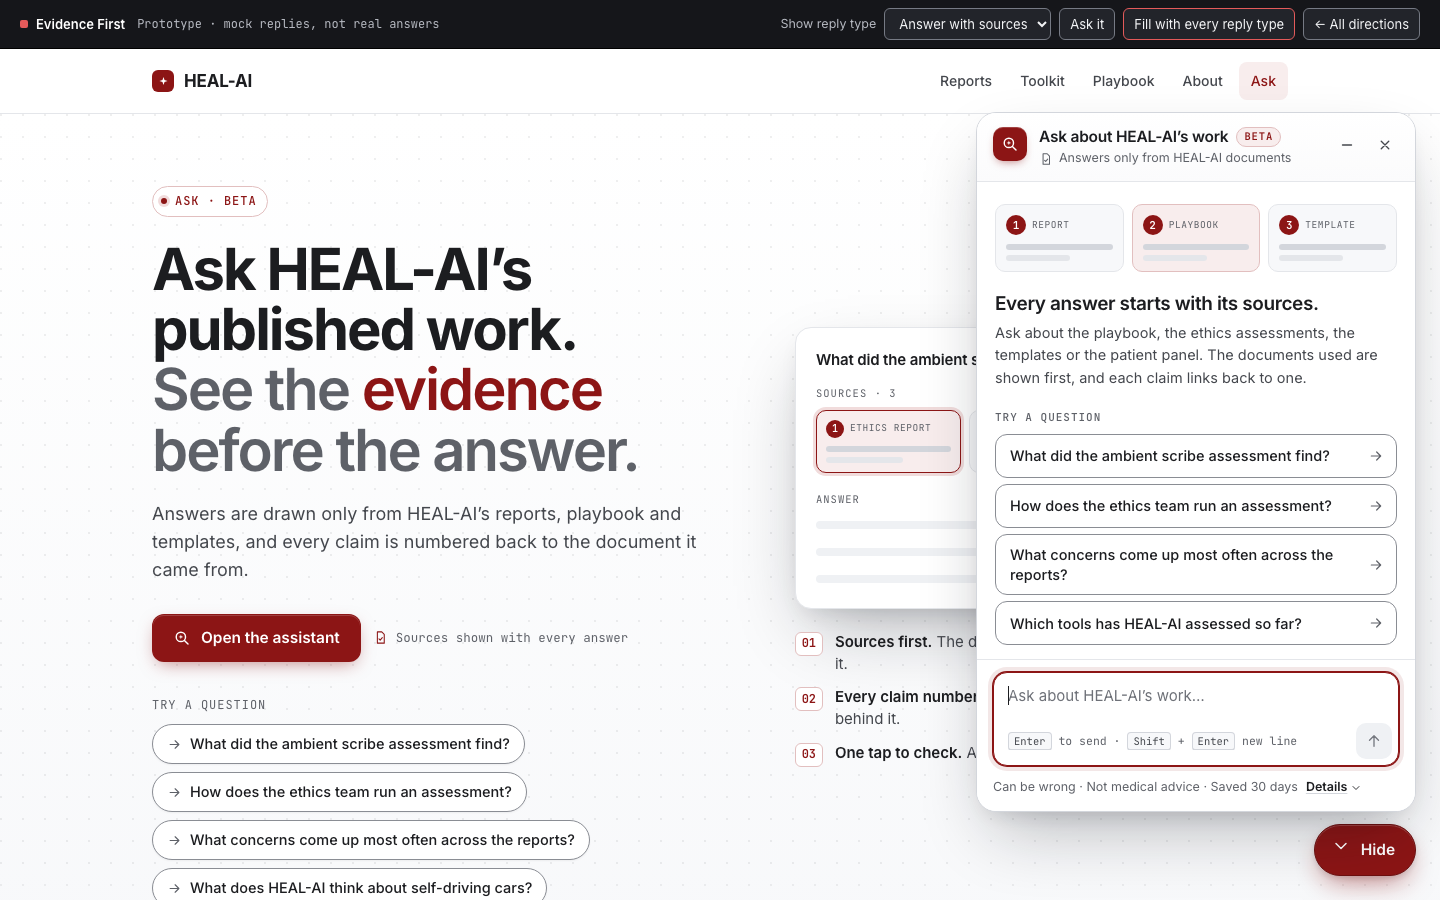 Evidence First
Prototype · mock replies, not real answers
Show reply type
Answer with sources
Ask it
Fill with every reply type
← All directions
HEAL-AI
Reports
Toolkit
Playbook
About
Ask
ASK · BETA
Ask HEAL-AI’s
published work.
See the evidence
before the answer.
Answers are drawn only from HEAL-AI’s reports, playbook and
templates, and every claim is numbered back to the document it
came from.
Open the assistant
Sources shown with every answer
TRY A QUESTION
→ What did the ambient scribe assessment find?
→ How does the ethics team run an assessment?
→ What concerns come up most often across the reports?
→ What does HEAL-AI think about self-driving cars?
What did the ambient s
SOURCES · 3
1 ETHICS REPORT
ANSWER
01 Sources first. The d
it.
02 Every claim number
behind it.
03 One tap to check. A
Ask about HEAL-AI’s work BETA
Answers only from HEAL-AI documents
1 REPORT
2 PLAYBOOK
3 TEMPLATE
Every answer starts with its sources.
Ask about the playbook, the ethics assessments, the
templates or the patient panel. The documents used are
shown first, and each claim links back to one.
TRY A QUESTION
What did the ambient scribe assessment find? →
How does the ethics team run an assessment? →
What concerns come up most often across the
reports? →
Which tools has HEAL-AI assessed so far? →
Ask about HEAL-AI’s work...
Enter to send · Shift + Enter new line
Can be wrong · Not medical advice · Saved 30 days Details
Hide